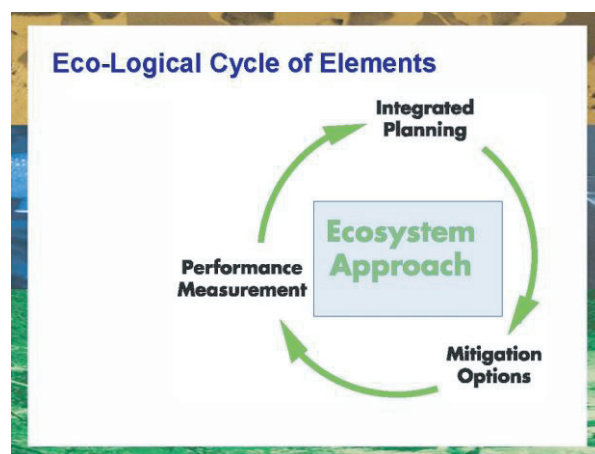 Eco-Logical Cycle of Elements
Integrated
Planning
Ecosystem
Approach
Performance
Measurement
Mitigation
Options